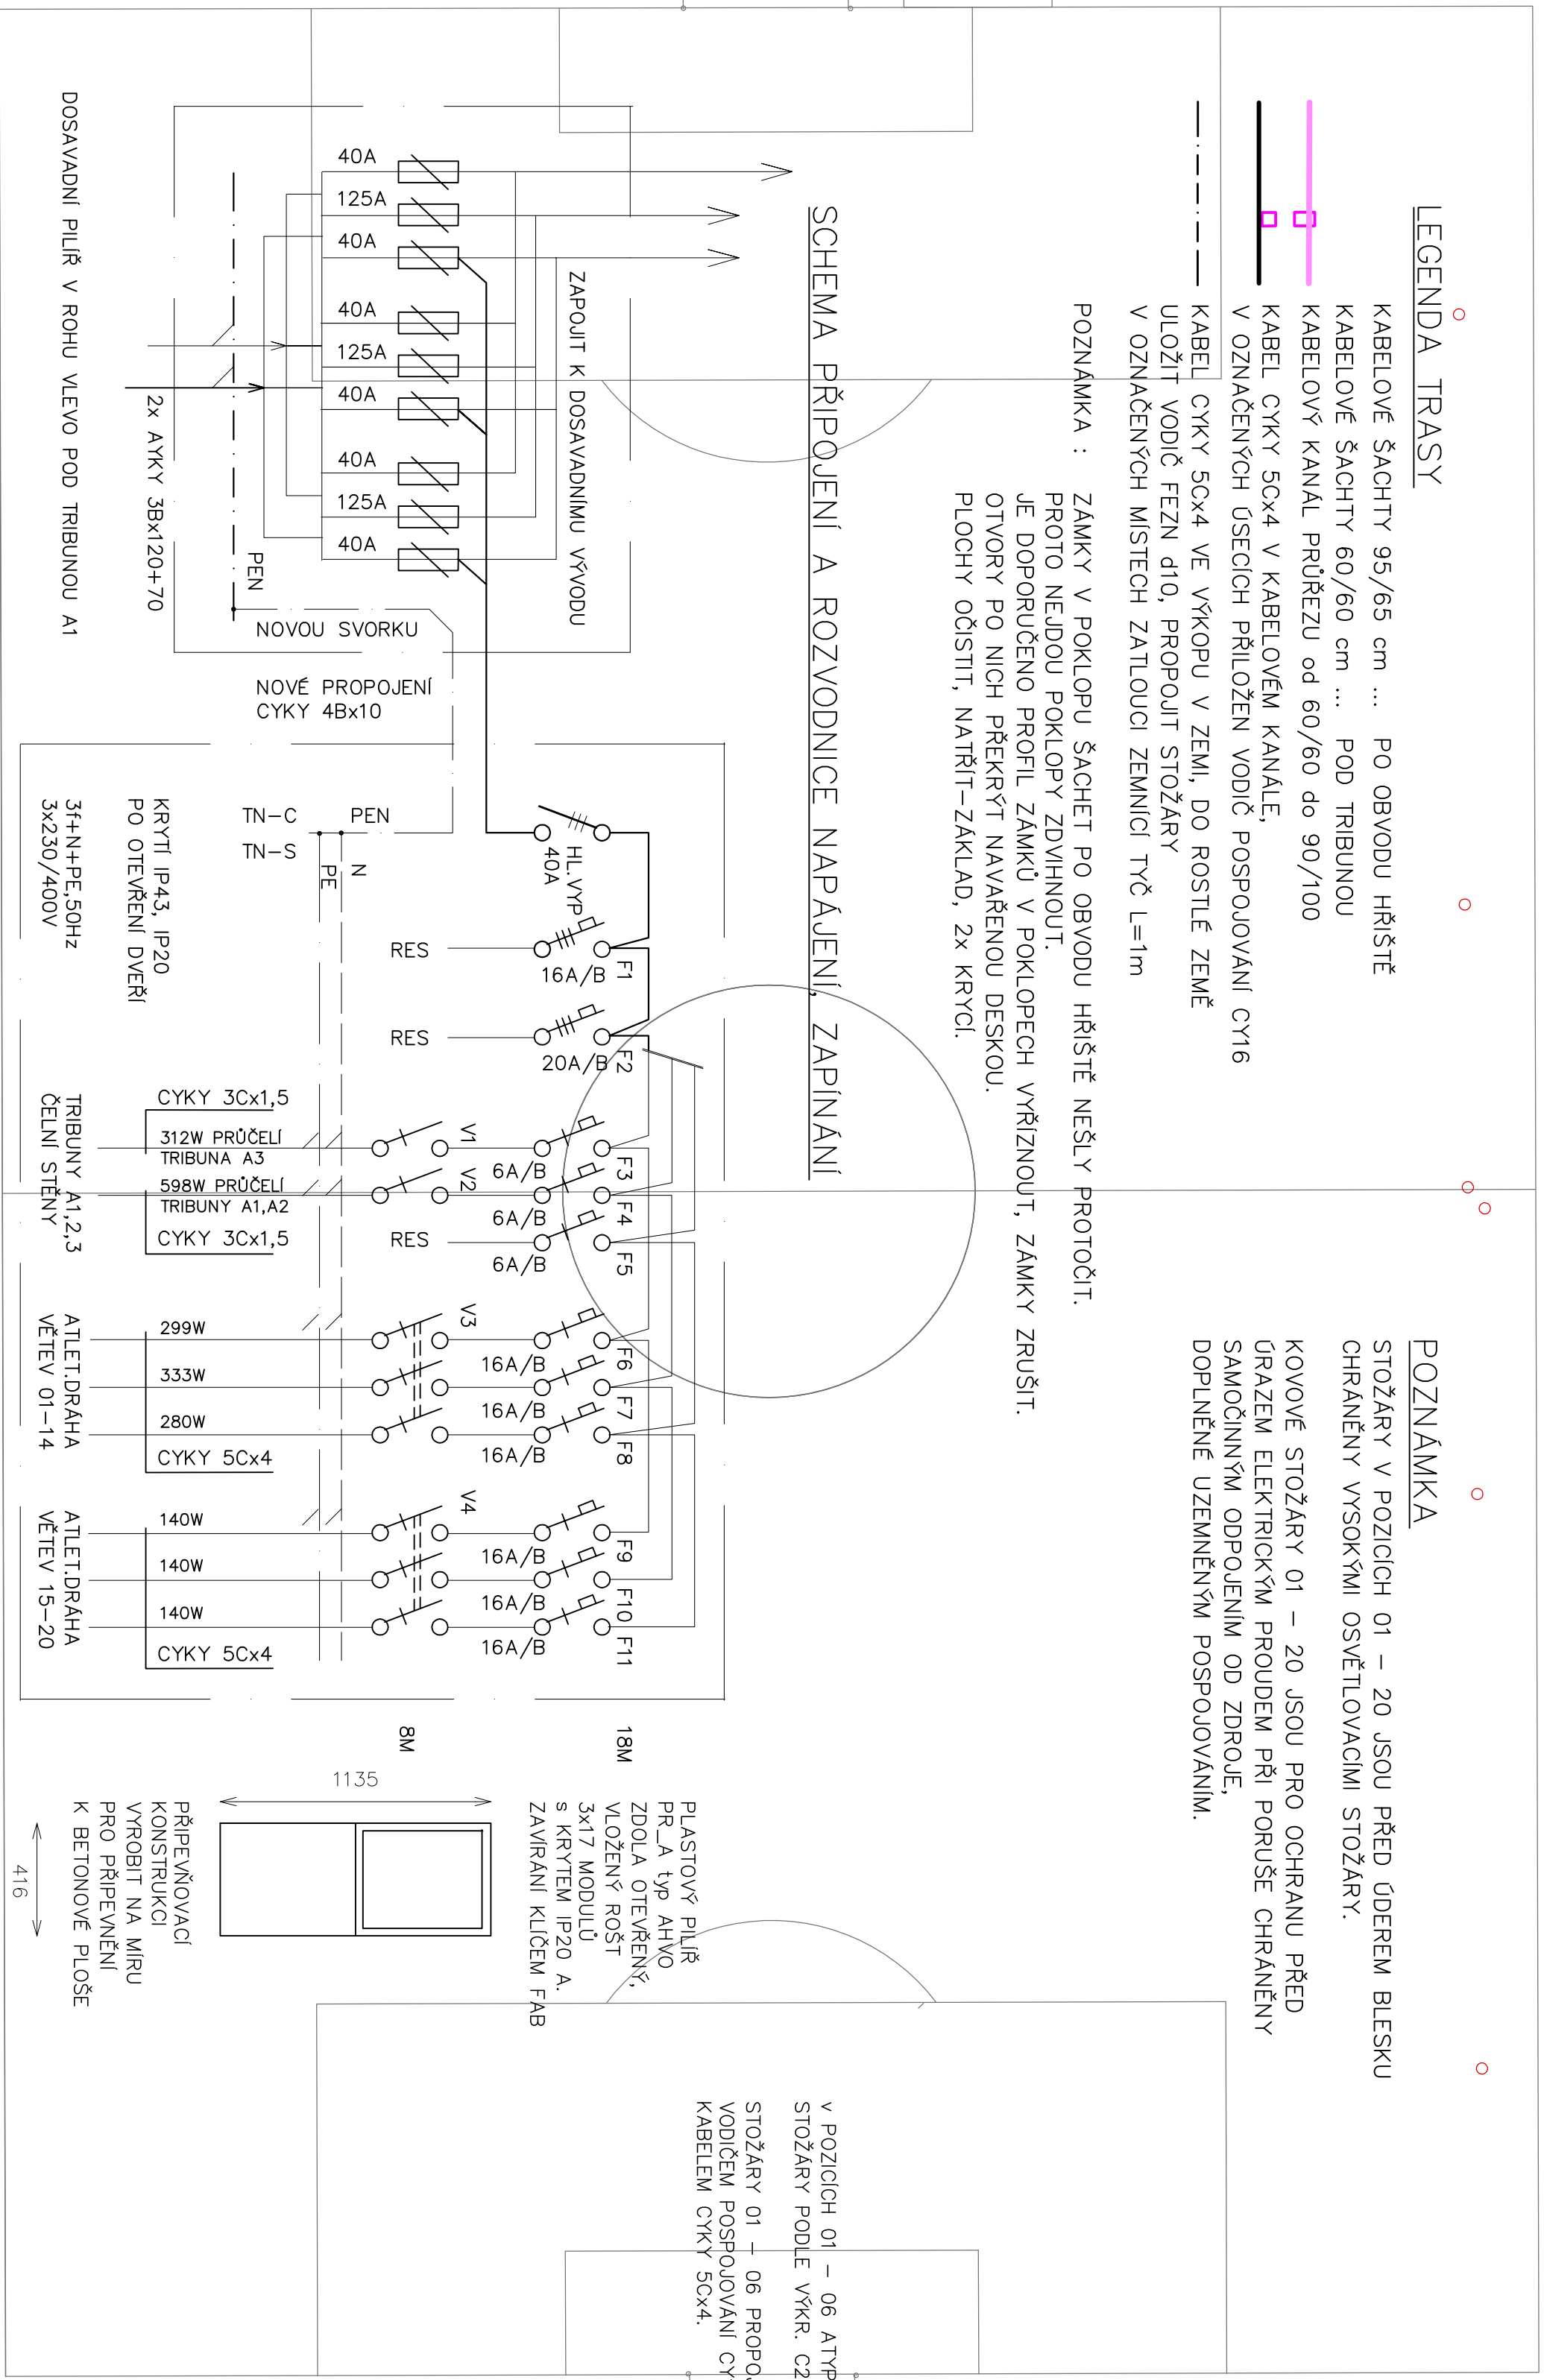 LEGENDA TRASY
KABELOVÉ ŠACHTY 95/65 cm ... PO OBVODU HŘIŠTĚ
KABELOVÉ ŠACHTY 60/60 cm ... POD TRIBUNOU
KABELOVÝ KANÁL PRŮŘEZU od 60/60 do 90/100
KABEL CYKY 5Cx4 V KABELOVÉM KANÁLE,
V OZNAČENÝCH ÚSECÍCH PŘILOŽEN VODIČ POSPOJOVÁNÍ CY16
KABEL CYKY 5Cx4 VE VÝKOPU V ZEMI, DO ROSTLÉ ZEMĚ
ULOŽIT VODIČ FEZN d10, PROPOJIT STOŽÁRY
V OZNAČENÝCH MÍSTECH ZATLOUCI ZEMNÍCÍ TYČ L=1m
POZNÁMKA : ZÁMKY V POKLOPU ŠACHET PO OBVODU HŘIŠTĚ NEŠLY PROTOČIT.
PROTO NEJDOU POKLOPY ZDVIHNOUT.
JE DOPORUČENO PROFIL ZÁMKŮ V POKLOPECH VYŘÍZNOUT, ZÁMKY ZRUŠIT.
OTVORY PO NICH PŘEKRÝT NAVAŘENOU DESKOU.
PLOCHY OČISTIT, NATŘÍT-ZÁKLAD, 2x KRYCÍ.
POZNÁMKA
STOŽÁRY V POZICÍCH 01 - 20 JSOU PŘED ÚDEREM BLESKU
CHRÁNĚNY VYSOKÝMI OSVĚTLOVACÍMI STOŽÁRY.
KOVOVÉ STOŽÁRY 01 - 20 JSOU PRO OCHRANU PŘED
ÚRAZEM ELEKTRICKÝM PROUDEM PŘI PORUŠE CHRÁNĚNY
SAMOČINNÝM ODPOJENÍM OD ZDROJE,
DOPLNĚNÉ UZEMNĚNÝM POSPOJOVÁNÍM.
SCHEMA PŘIPOJENÍ A ROZVODNICE NAPÁJENÍ, ZAPÍNÁNÍ
v POZICÍCH 01 - 06 ATYP
STOŽÁRY PODLE VÝKR. C2
STOŽÁRY 01 - 06 PROPOJ
VODIČEM POSPOJOVÁNÍ CY
KABELEM CYKY 5Cx4.
ZAPOJIT K DOSAVADNÍMU VÝVODU
40A
125A
40A
40A
125A
40A
40A
125A
40A
PEN
NOVOU SVORKU
2x AYKY 3Bx120+70
DOSAVADNÍ PILÍŘ V ROHU VLEVO POD TRIBUNOU A1
NOVÉ PROPOJENÍ
CYKY 4Bx10
HL.VYP
40A
F1
16A/B
RES
F2
20A/B
RES
F3
6A/B
F4
6A/B
F5
6A/B
RES
F6
16A/B
F7
16A/B
F8
16A/B
F9
16A/B
F10
16A/B
F11
16A/B
V1
V2
V3
V4
PEN
TN-C
TN-S
N
PE
KRYTÍ IP43, IP20
PO OTEVŘENÍ DVEŘÍ
3f+N+PE,50Hz
3x230/400V
CYKY 3Cx1,5
312W PRŮČELÍ
TRIBUNA A3
598W PRŮČELÍ
TRIBUNY A1,A2
CYKY 3Cx1,5
TRIBUNY A1,2,3
ČELNÍ STĚNY
299W
333W
280W
CYKY 5Cx4
ATLET.DRÁHA
VĚTEV 01-14
140W
140W
140W
CYKY 5Cx4
ATLET.DRÁHA
VĚTEV 15-20
18M
8M
PLASTOVÝ PILÍŘ
PR_A typ AHVO
ZDOLA OTEVŘENÝ,
VLOŽENÝ ROŠT
3x17 MODULŮ
s KRYTEM IP20 A.
ZAVÍRÁNÍ KLÍČEM FAB
1135
416
PŘIPEVŇOVACÍ
KONSTRUKCI
VYROBIT NA MÍRU
PRO PŘIPEVNĚNÍ
K BETONOVÉ PLOŠE